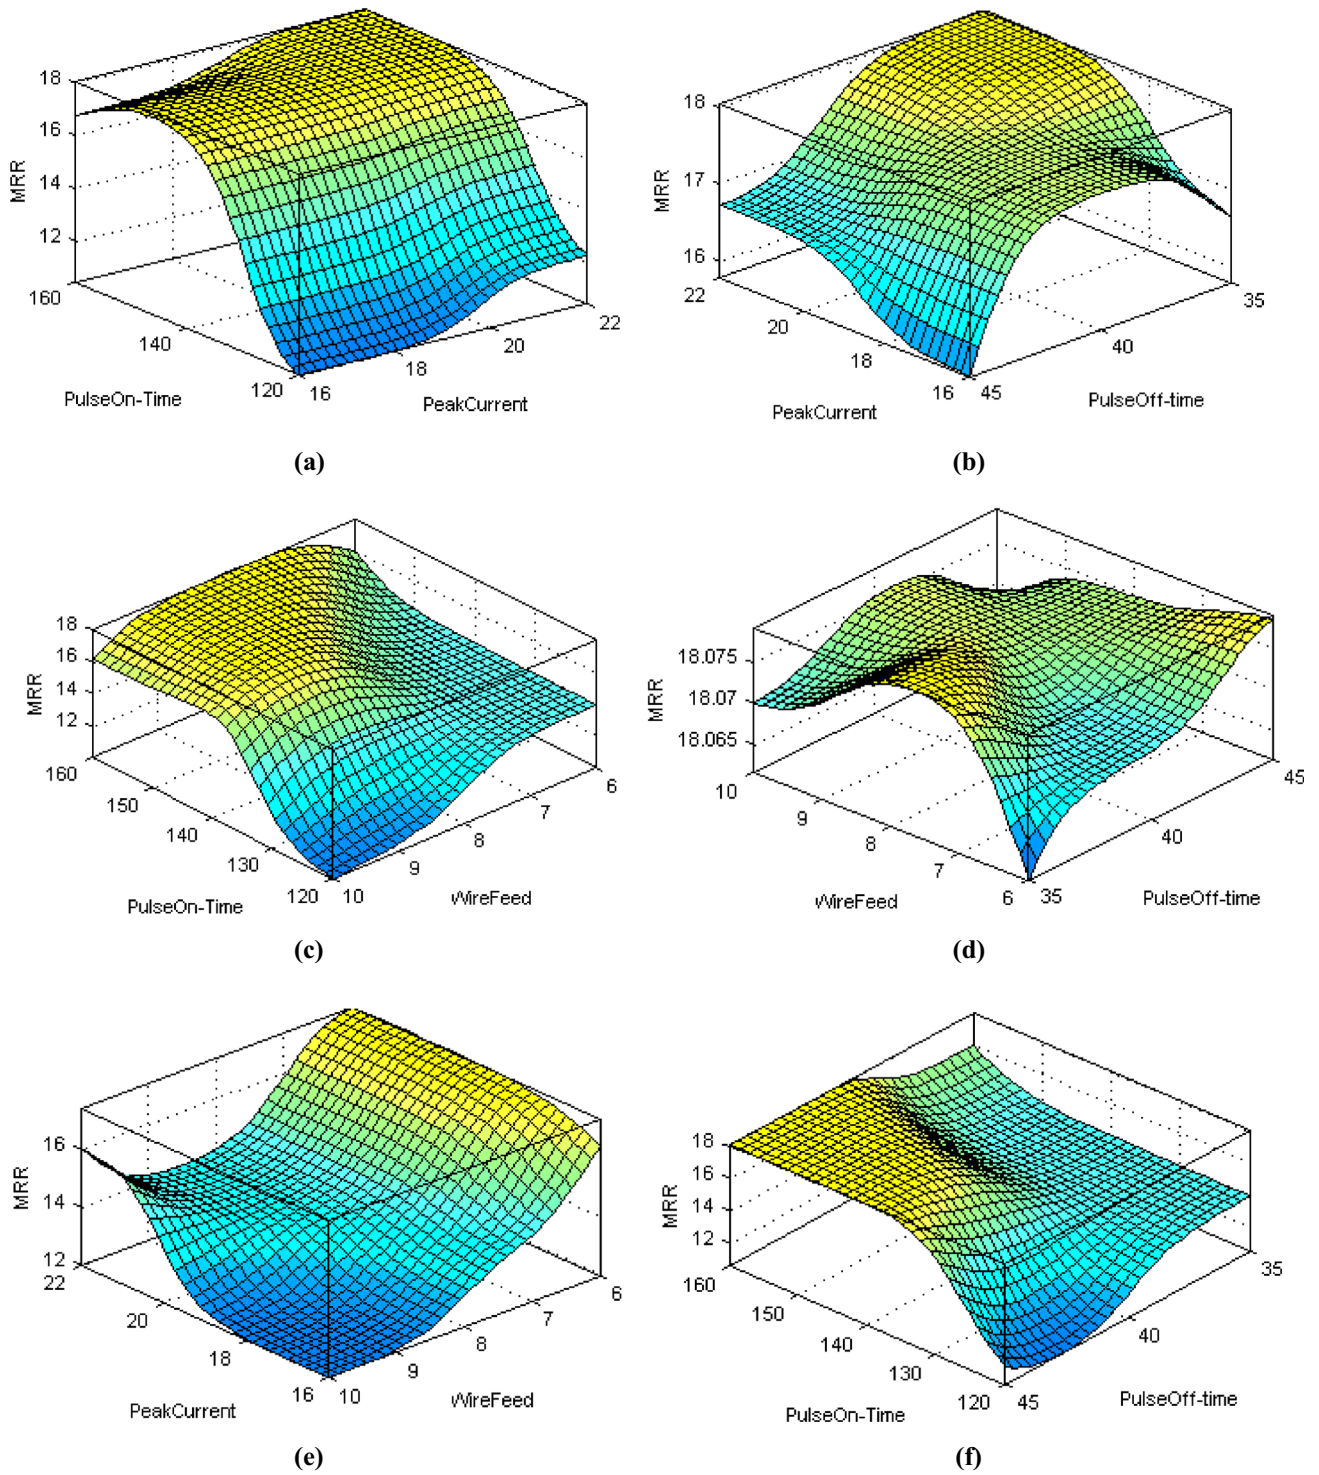 18
16
14
12
MRR
160
140
120
PulseOn-Time
16
18
20
22
PeakCurrent
(a)
18
17
16
MRR
22
20
18
16
PeakCurrent
45
40
35
PulseOff-time
(b)
18
16
14
12
MRR
160
150
140
130
120
PulseOn-Time
10
9
8
7
6
WireFeed
(c)
18.075
18.07
18.065
MRR
10
9
8
7
6
WireFeed
35
40
45
PulseOff-time
(d)
16
14
12
MRR
22
20
18
16
PeakCurrent
10
9
8
7
6
WireFeed
(e)
18
16
14
12
MRR
160
150
140
130
120
PulseOn-Time
45
40
35
PulseOff-time
(f)